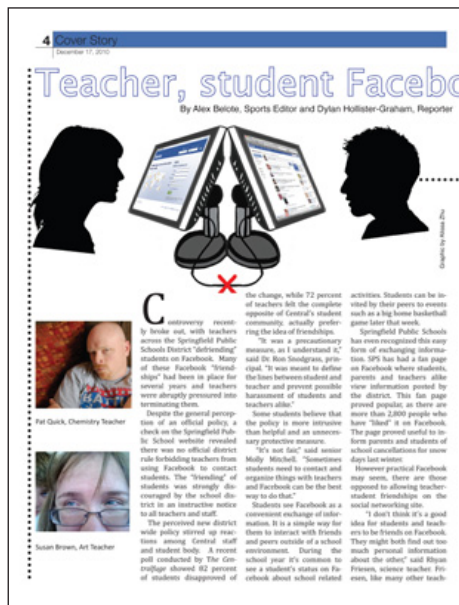 4 Cover Story
December 17, 2010
Teacher, student Facebo
By Alex Belote, Sports Editor and Dylan Hollister-Graham, Reporter
Graphic by Alissa Zhu
Pat Quick, Chemistry Teacher
Susan Brown, Art Teacher
Controversy recent-
ly broke out, with teachers
across the Springfield Public
Schools District "defriending"
students on Facebook. Many
of these Facebook "friend-
ships" had been in place for
several years and teachers
were abruptly pressured into
terminating them.
Despite the general percep-
tion of an official policy, a
check on the Springfield Pub-
lic School website revealed
there was no official district
rule forbidding teachers from
using Facebook to contact
students. The "friending" of
students was strongly dis-
couraged by the school dis-
trict in an instructive notice
to all teachers and staff.
The perceived new district
wide policy stirred up reac-
tions among Central staff
and student body. A recent
poll conducted by The Cen-
tralfuge showed 82 percent
of students disapproved of
the change, while 72 percent
of teachers felt the complete
opposite of Central's student
community, actually prefer-
ring the idea of friendships.
"It was a precautionary
measure, as I understand it,"
said Dr. Ron Snodgrass, prin-
cipal. "It was meant to define
the lines between student and
teacher and prevent possible
harassment of students and
teachers alike."
Some students believe that
the policy is more intrusive
than helpful and an unneces-
sary protective measure.
"It's not fair," said senior
Molly Mitchell. "Sometimes
students need to contact and
organize things with teachers
and Facebook can be the best
way to do that."
Students see Facebook as a
convenient exchange of infor-
mation. It is a simple way for
them to interact with friends
and peers outside of a school
environment. During the
school year it's common to
see a student's status on Fa-
cebook about school related
activities. Students can be in-
vited by their peers to events
such as a big home basketball
game later that week.
Springfield Public Schools
has even recognized this easy
form of exchanging informa-
tion. SPS has had a fan page
on Facebook where students,
parents and teachers alike
view information posted by
the district. This fan page
proved popular, as there are
more than 2,800 people who
have "liked" it on Facebook.
The page proved useful to in-
form parents and students of
school cancellations for snow
days last winter.
However practical Facebook
may seem, there are those
opposed to allowing teacher-
student friendships on the
social networking site.
"I don't think it's a good
idea for students and teach-
ers to be friends on Facebook.
They might both find out too
much personal information
about the other," said Rhyan
Friesen, science teacher. Fri-
esen, like many other teach-